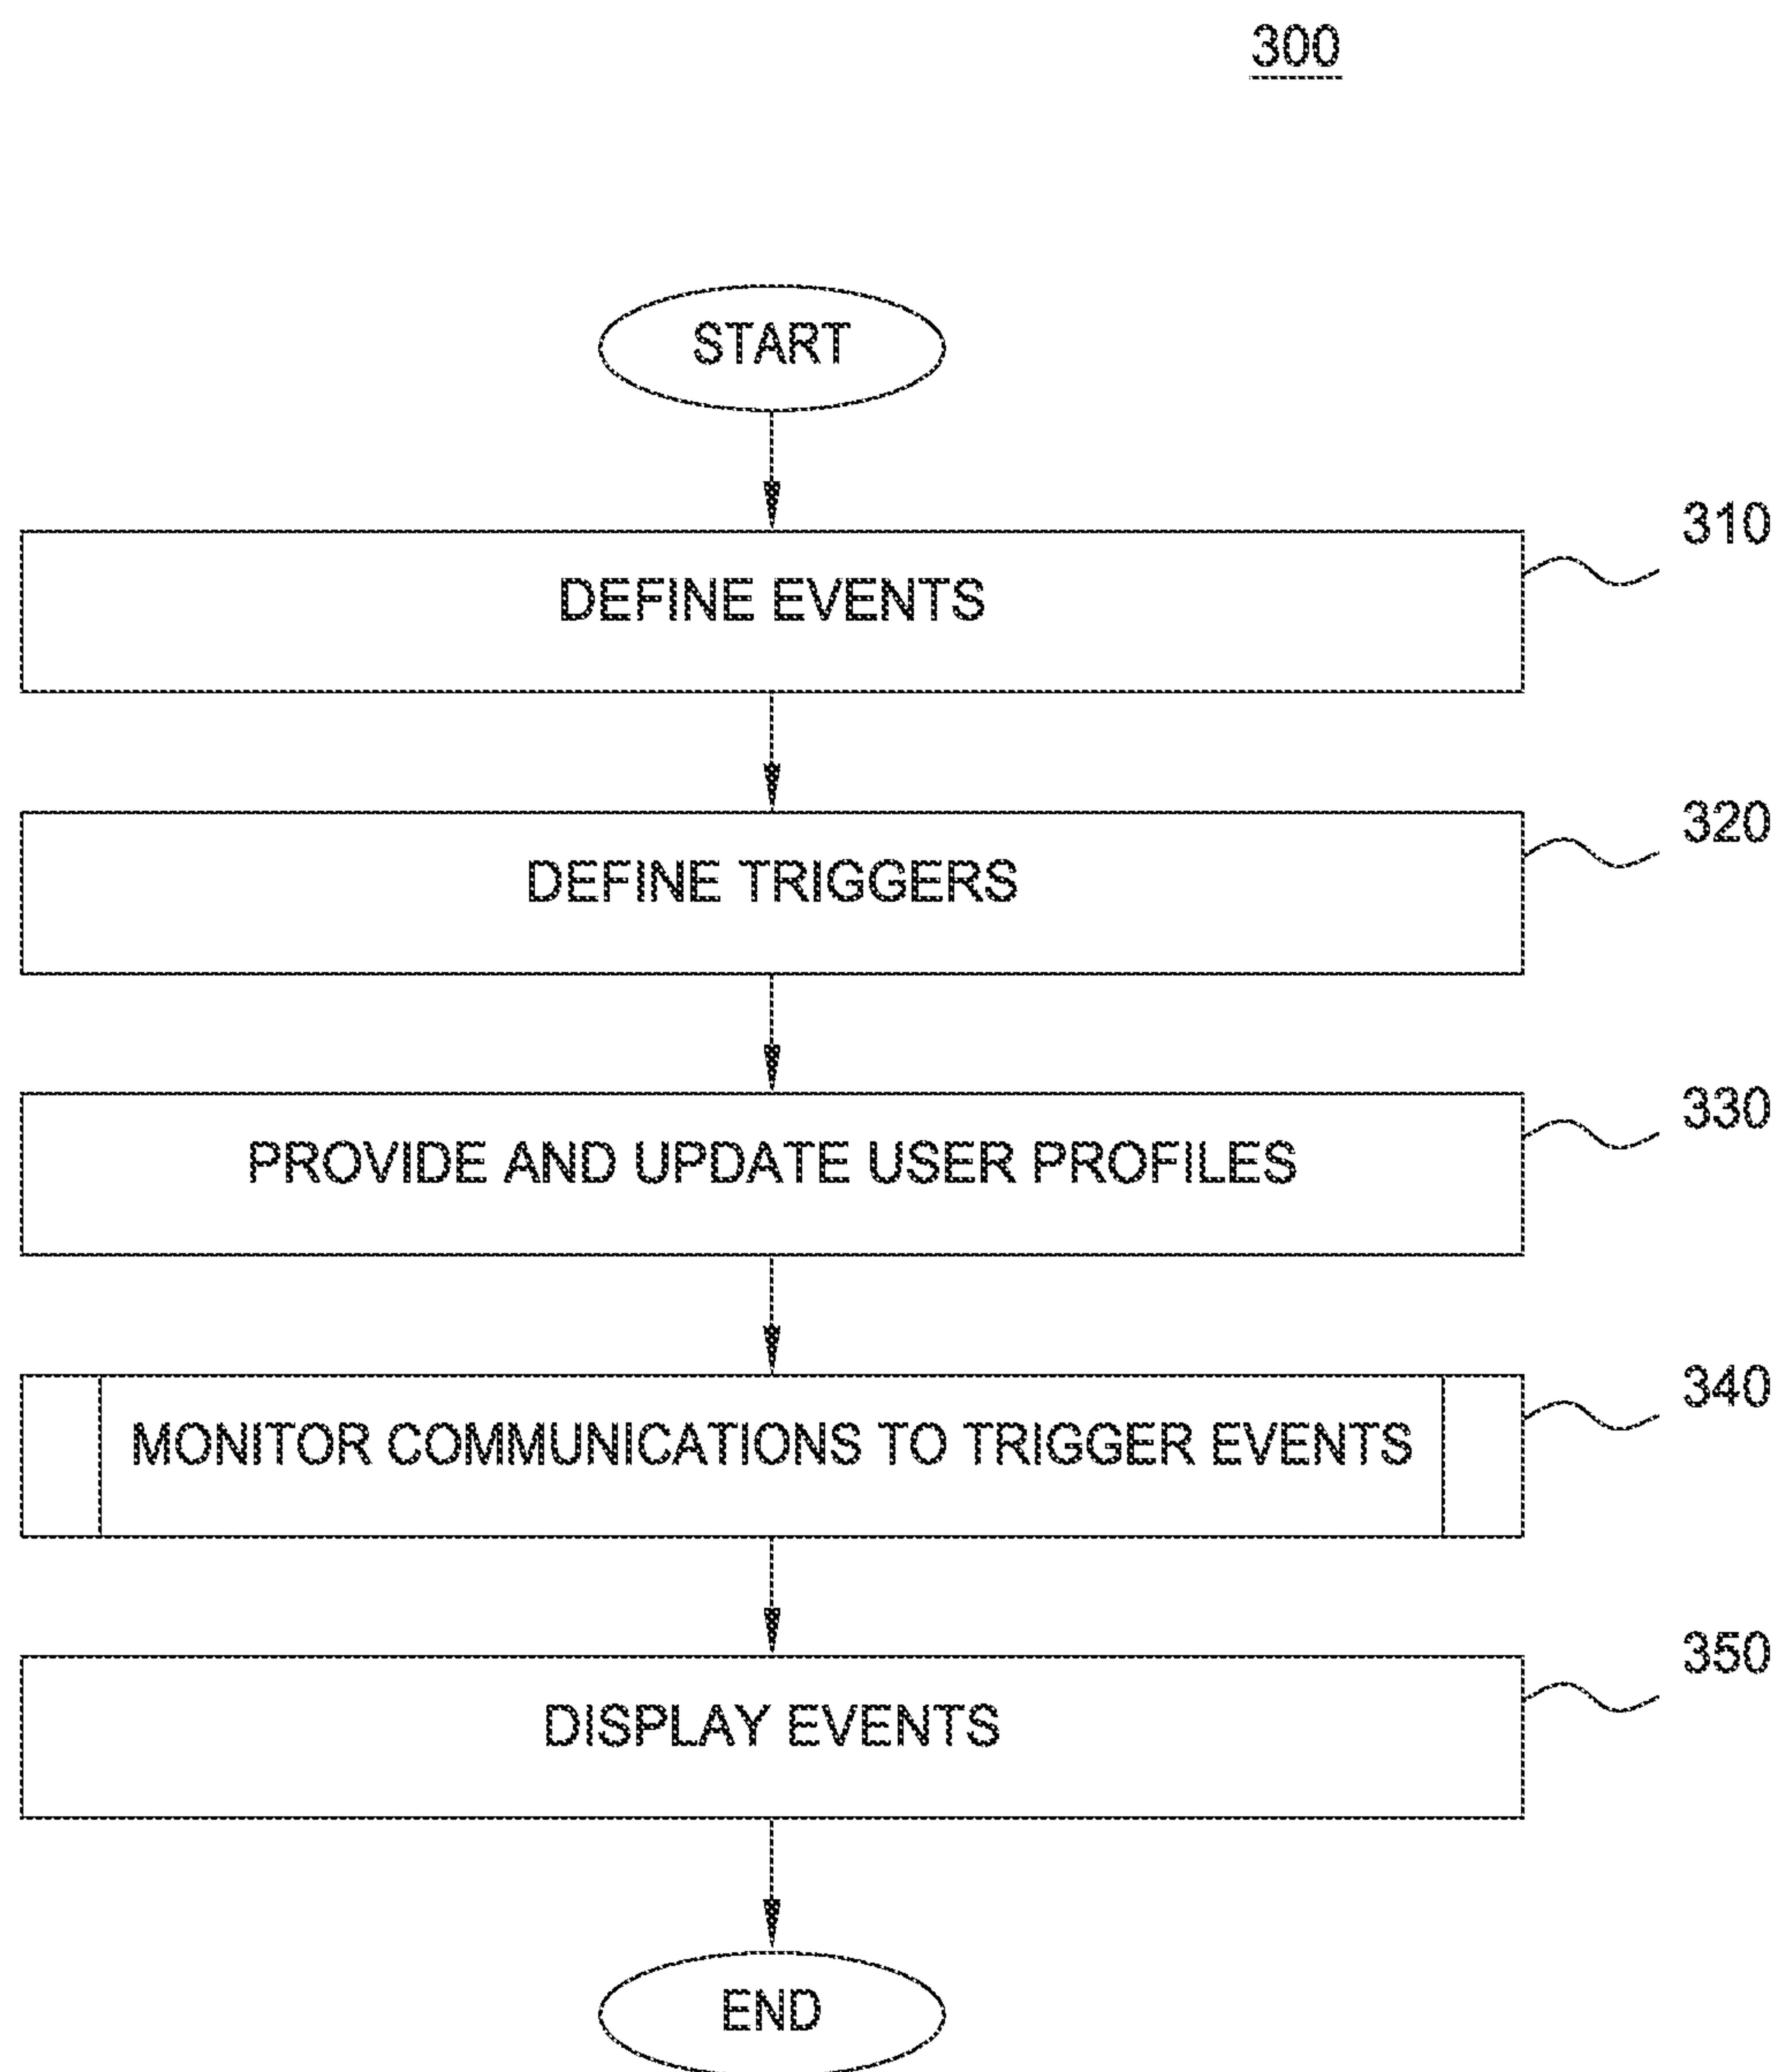 300
START
DEFINE EVENTS
310
DEFINE TRIGGERS
320
PROVIDE AND UPDATE USER PROFILES
330
MONITOR COMMUNICATIONS TO TRIGGER EVENTS
340
DISPLAY EVENTS
350
END